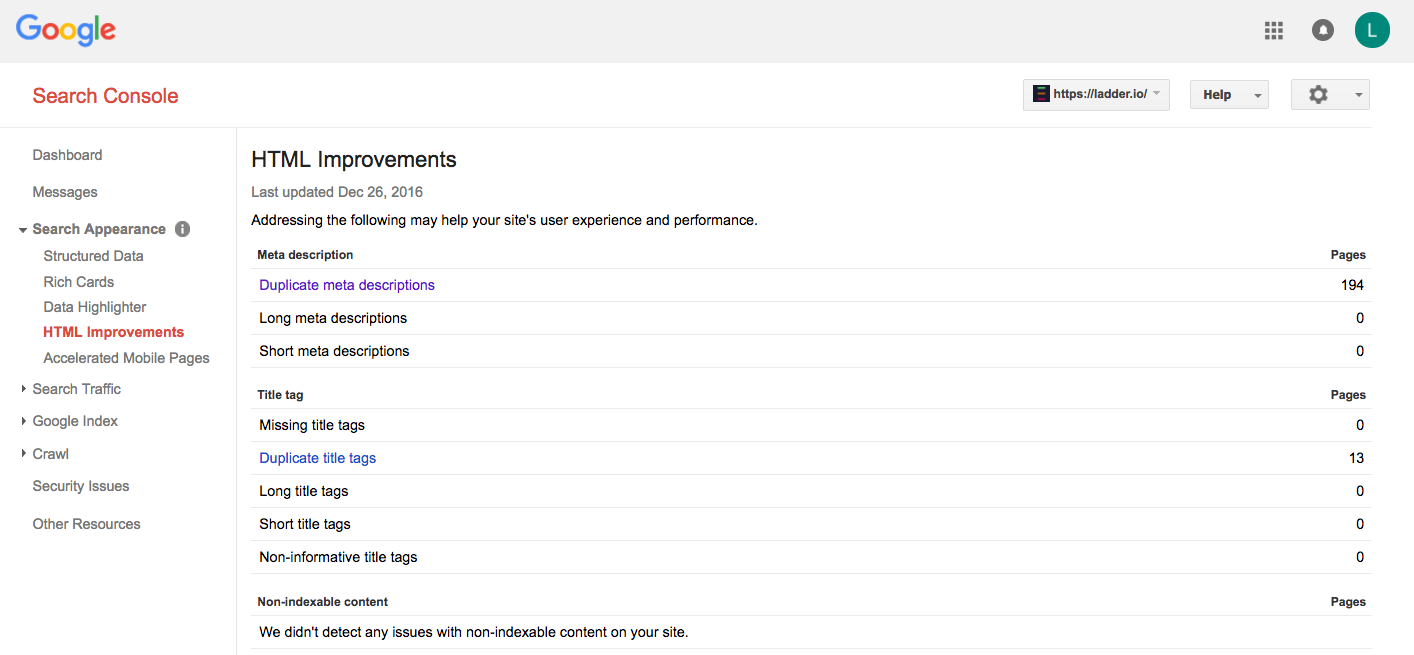 Google
L
Search Console
https://ladder.io/
Help
Dashboard
Messages
Search Appearance i
Structured Data
Rich Cards
Data Highlighter
HTML Improvements
Accelerated Mobile Pages
Search Traffic
Google Index
Crawl
Security Issues
Other Resources
HTML Improvements
Last updated Dec 26, 2016
Addressing the following may help your site's user experience and performance.
Meta description Pages
Duplicate meta descriptions 194
Long meta descriptions 0
Short meta descriptions 0
Title tag Pages
Missing title tags 0
Duplicate title tags 13
Long title tags 0
Short title tags 0
Non-informative title tags 0
Non-indexable content Pages
We didn't detect any issues with non-indexable content on your site.